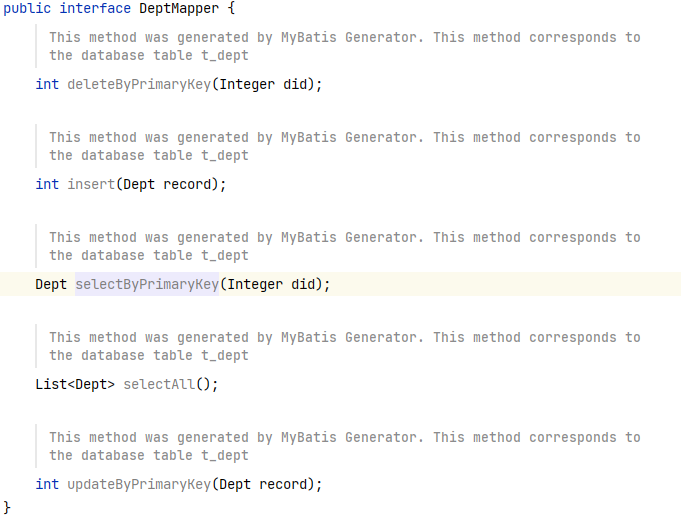 public interface DeptMapper {
This method was generated by MyBatis Generator. This method corresponds to
the database table t_dept
int deleteByPrimaryKey(Integer did);
This method was generated by MyBatis Generator. This method corresponds to
the database table t_dept
int insert(Dept record);
This method was generated by MyBatis Generator. This method corresponds to
the database table t_dept
Dept selectByPrimaryKey(Integer did);
This method was generated by MyBatis Generator. This method corresponds to
the database table t_dept
List<Dept> selectAll();
This method was generated by MyBatis Generator. This method corresponds to
the database table t_dept
int updateByPrimaryKey(Dept record);
}